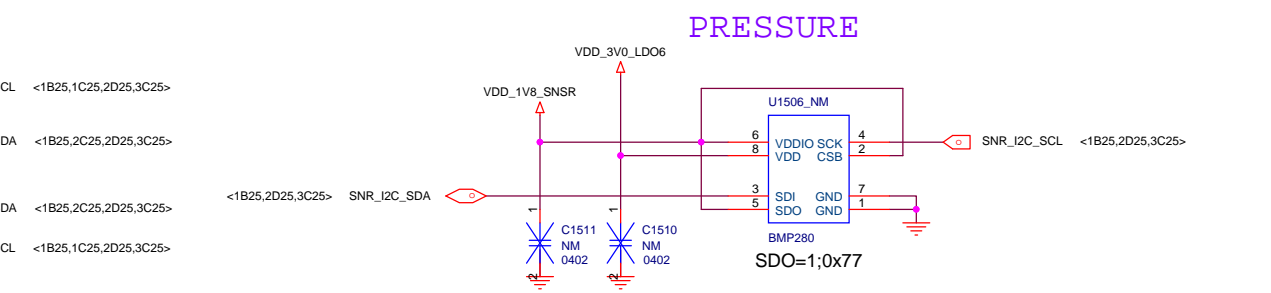 PRESSURE
VDD_3V0_LDO6
CL <1B25,1C25,2D25,3C25>
VDD_1V8_SNSR
U1506_NM
DA <1B25,2C25,2D25,3C25>
6 VDDIO SCK 4
SNR_I2C_SCL <1B25,2D25,3C25>
8 VDD CSB 2
<1B25,2D25,3C25> SNR_I2C_SDA
3 SDI GND 7
DA <1B25,2C25,2D25,3C25>
5 SDO GND 1
1 1
C1511 C1510
BMP280
CL <1B25,1C25,2D25,3C25>
NM NM
0402 0402
SDO=1;0x77
2 2